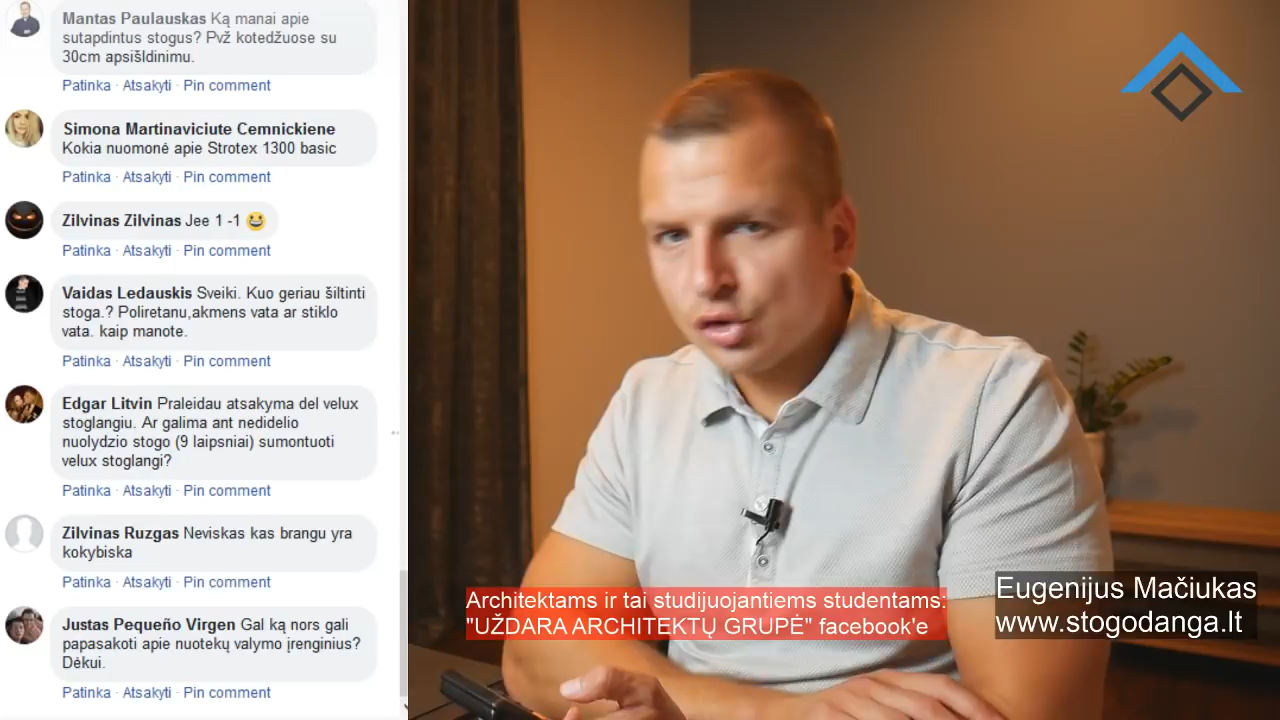 Mantas Paulauskas Ką manai apie
sutapdintus stogus? Pvž kotedžuose su
30cm apsišldinimu.
Patinka · Atsakyti · Pin comment
Simona Martinaviciute Cemnickiene
Kokia nuomonė apie Strotex 1300 basic
Patinka · Atsakyti · Pin comment
Zilvinas Zilvinas Jee 1 -1 😆
Patinka · Atsakyti · Pin comment
Vaidas Ledauskis Sveiki. Kuo geriau šiltinti
stoga.? Poliretanu,akmens vata ar stiklo
vata. kaip manote.
Patinka · Atsakyti · Pin comment
Edgar Litvin Praleidau atsakyma del velux
stoglangiu. Ar galima ant nedidelio
nuolydzio stogo (9 laipsniai) sumontuoti
velux stoglangi?
Patinka · Atsakyti · Pin comment
Zilvinas Ruzgas Neviskas kas brangu yra
kokybiska
Patinka · Atsakyti · Pin comment
Justas Pequeño Virgen Gal ką nors gali
papasakoti apie nuotekų valymo įrenginius?
Dėkui.
Patinka · Atsakyti · Pin comment
Architektams ir tai studijuojantiems studentams:
"UŽDARA ARCHITEKTŲ GRUPĖ" facebook'e
Eugenijus Mačiukas
www.stogodanga.lt